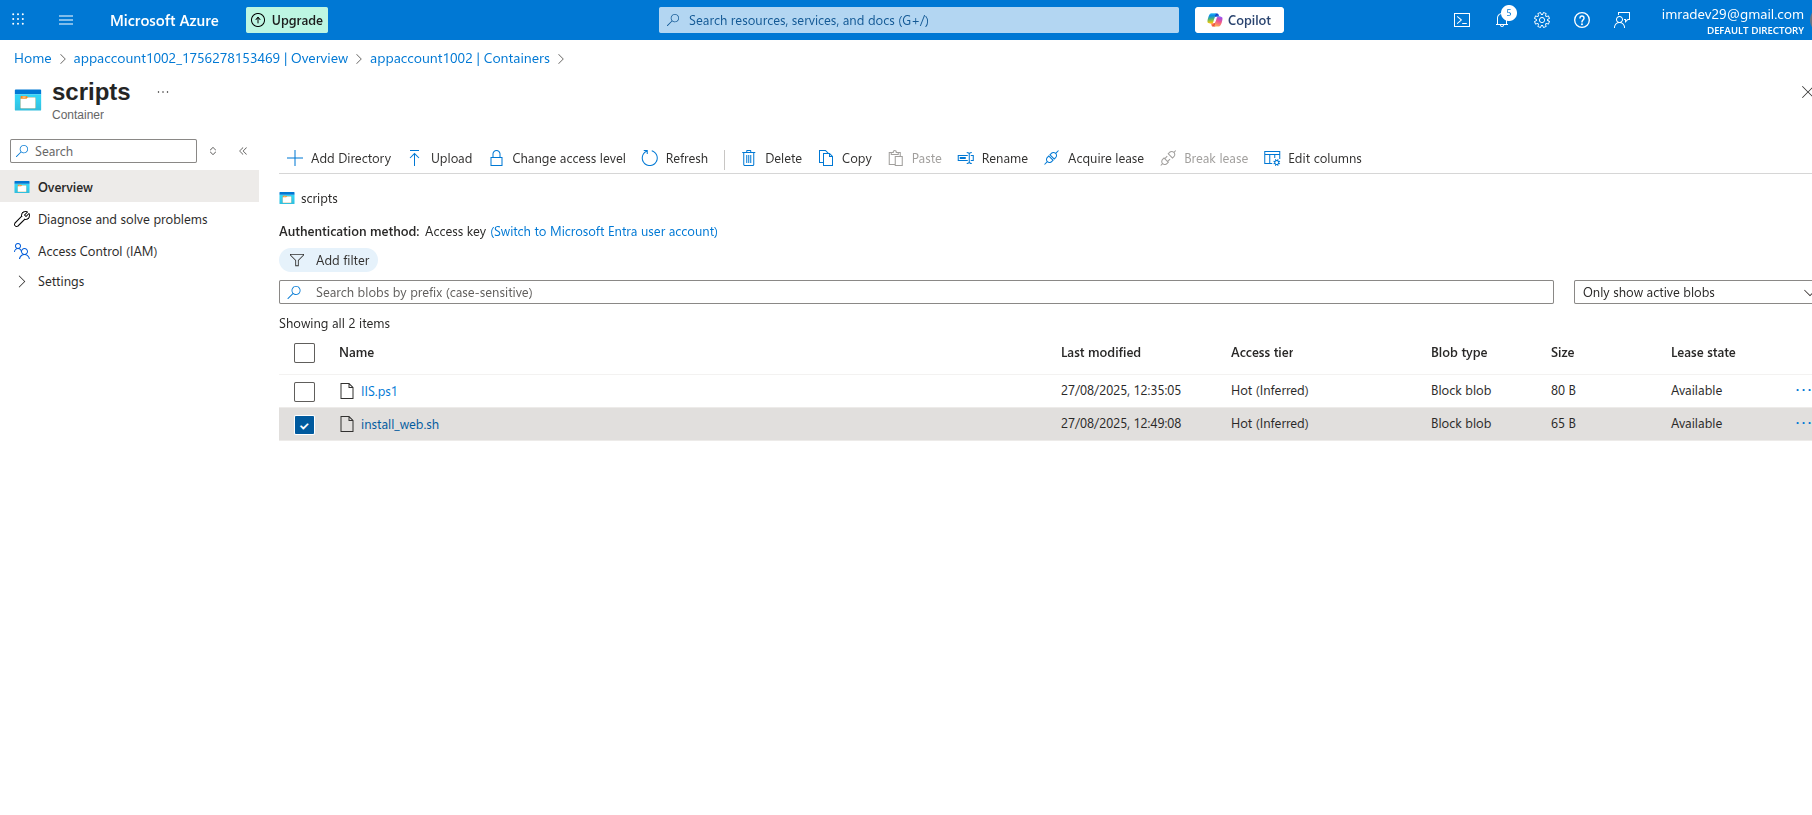 Microsoft Azure Upgrade Search resources, services, and docs (G+/) Copilot 5 imradev29@gmail.com
DEFAULT DIRECTORY
Home > appaccount1002_1756278153469 | Overview > appaccount1002 | Containers >
scripts ...
Container
Search
Overview
Diagnose and solve problems
Access Control (IAM)
Settings
Add Directory Upload Change access level Refresh Delete Copy Paste Rename Acquire lease Break lease Edit columns
scripts
Authentication method: Access key (Switch to Microsoft Entra user account)
Add filter
Search blobs by prefix (case-sensitive) Only show active blobs
Showing all 2 items
Name Last modified Access tier Blob type Size Lease state
IIS.ps1 27/08/2025, 12:35:05 Hot (Inferred) Block blob 80 B Available ...
install_web.sh 27/08/2025, 12:49:08 Hot (Inferred) Block blob 65 B Available ...